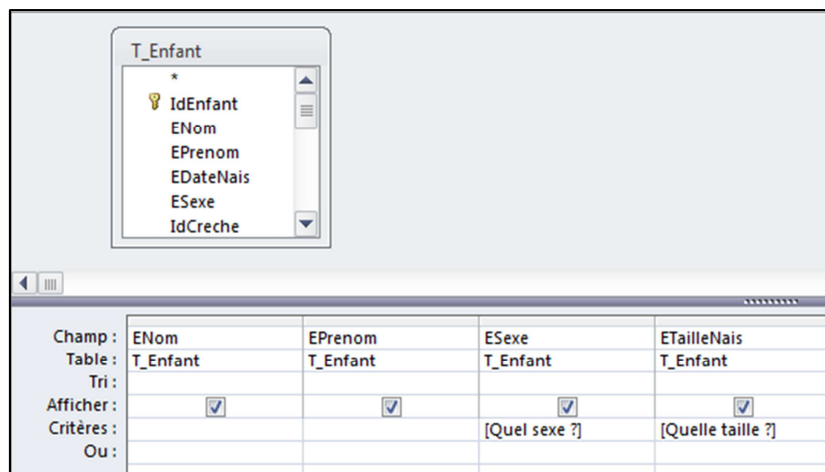 T_Enfant
*
IdEnfant
ENom
EPrenom
EDateNais
ESexe
IdCreche
Champ : ENom EPrenom ESexe ETailleNais
Table : T_Enfant T_Enfant T_Enfant T_Enfant
Tri :
Afficher :
Critères : [Quel sexe ?] [Quelle taille ?]
Ou :